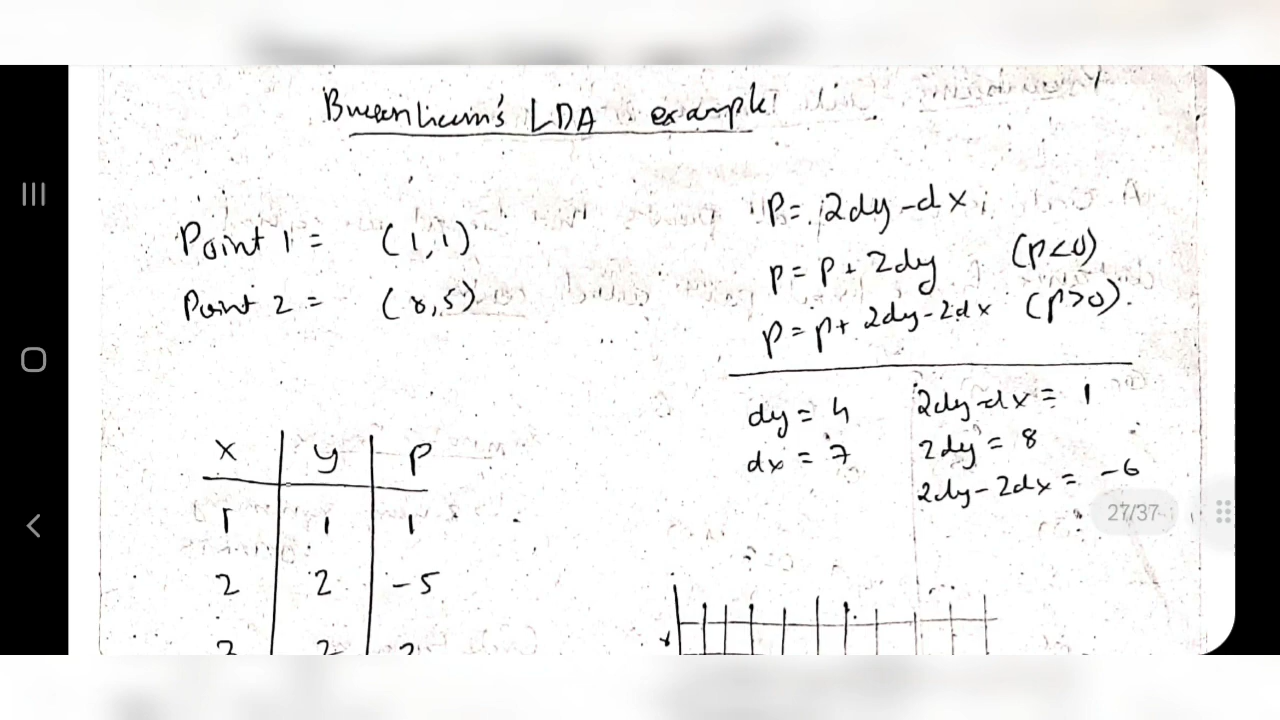 Bresenham's LDA example
Point 1 = (1,1)
Point 2 = (8,5)
P = 2dy-dx
p = p + 2dy (p<0)
p = p + 2dy-2dx (p>0).
dy = 4
dx = 7
2dy-dx = 1
2dy = 8
2dy-2dx = -6
27/37
x y p
1 1 1
2 2 -5